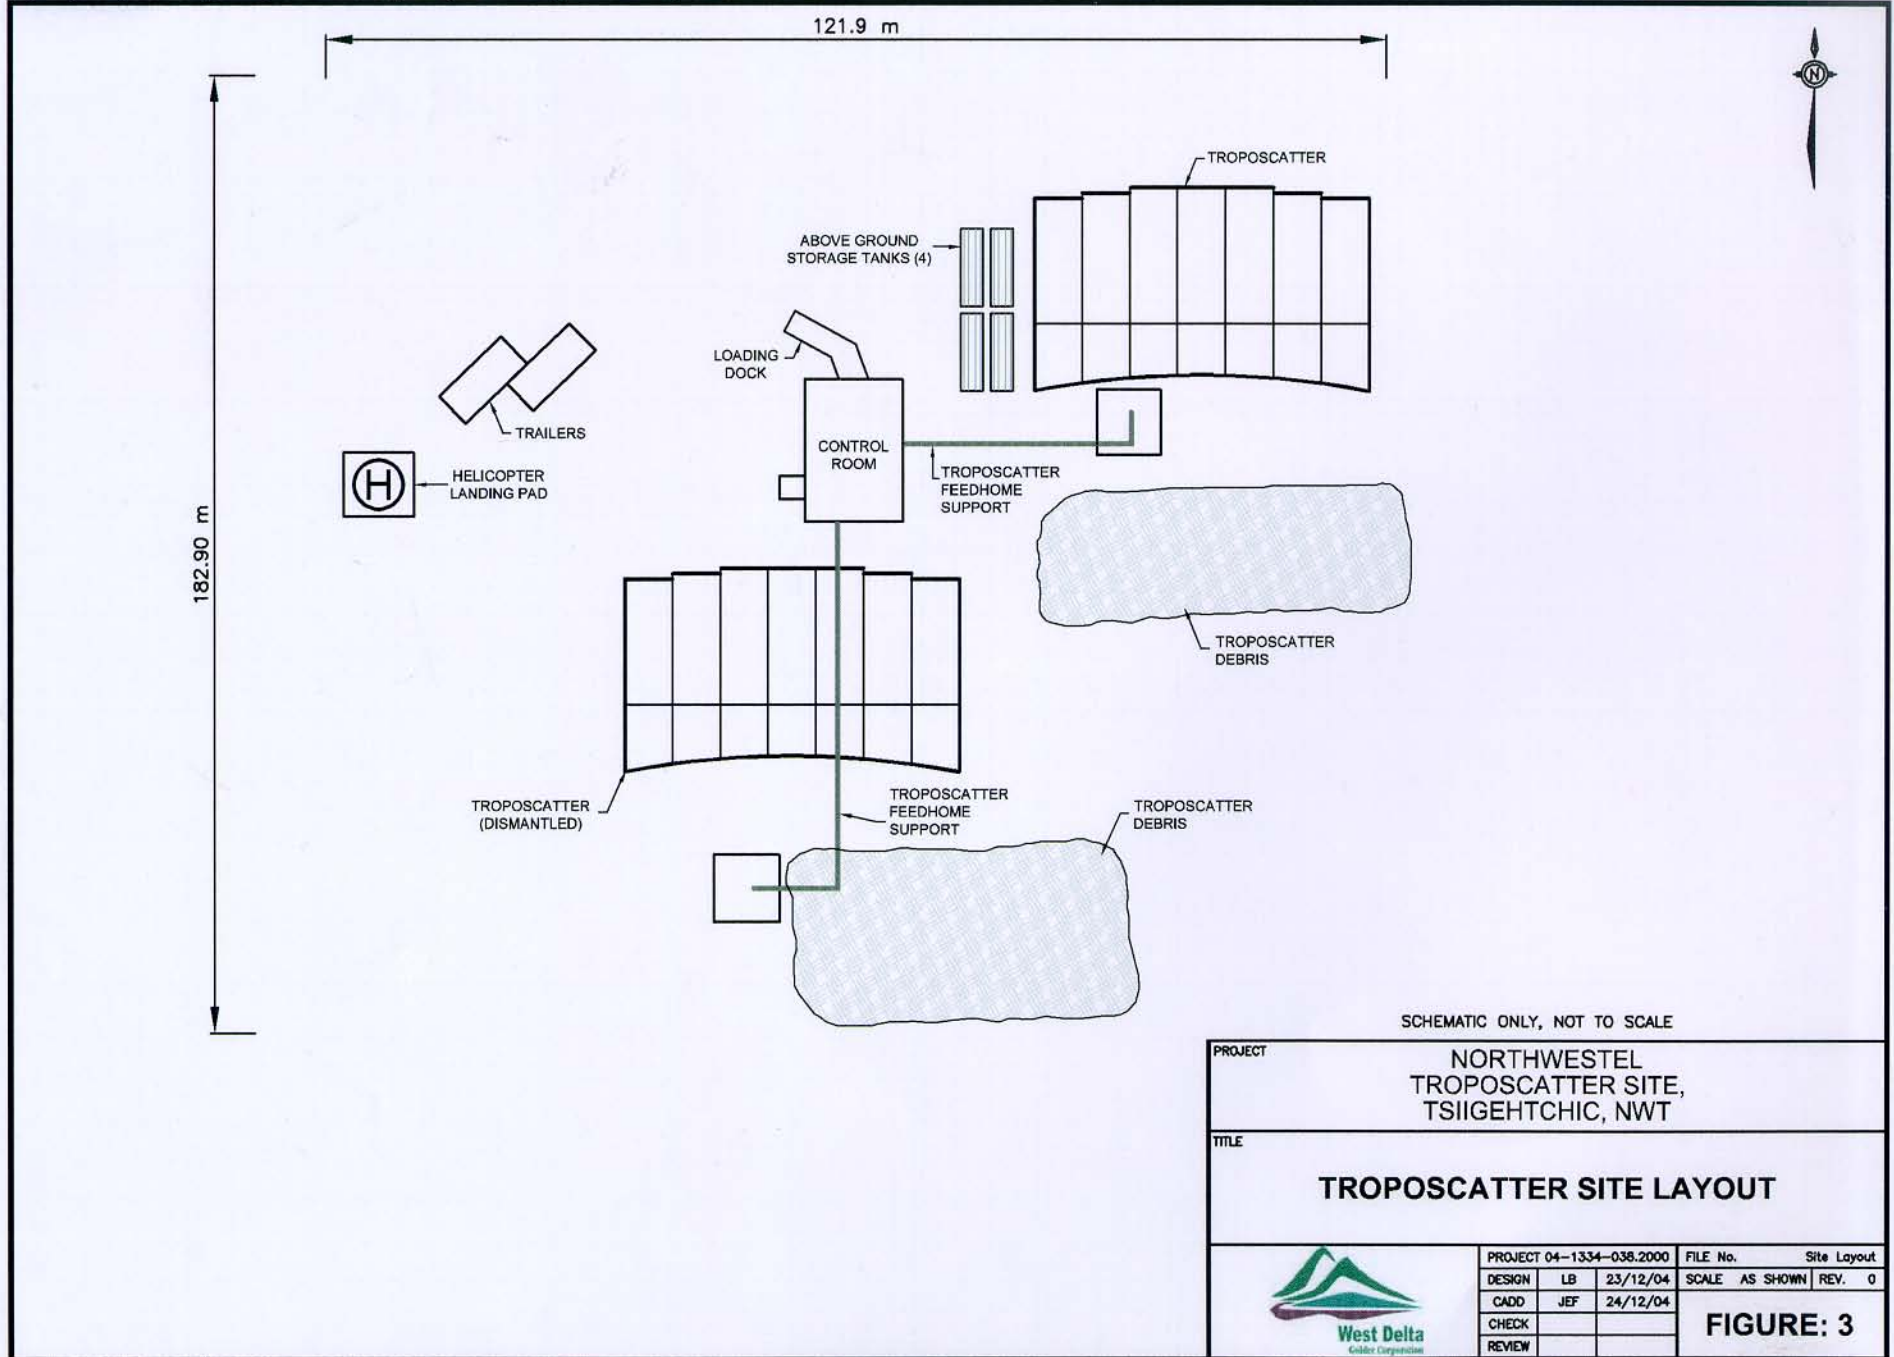 121.9 m
N
TROPOSCATTER
ABOVE GROUND
STORAGE TANKS (4)
LOADING
DOCK
TRAILERS
CONTROL
ROOM
H
HELICOPTER
LANDING PAD
TROPOSCATTER
FEEDHOME
SUPPORT
182.90 m
TROPOSCATTER
DEBRIS
TROPOSCATTER
(DISMANTLED)
TROPOSCATTER
FEEDHOME
SUPPORT
TROPOSCATTER
DEBRIS
SCHEMATIC ONLY, NOT TO SCALE
PROJECT
NORTHWESTEL
TROPOSCATTER SITE,
TSIIGEHTCHIC, NWT
TITLE
TROPOSCATTER SITE LAYOUT
West Delta
Golder Corporation
PROJECT 04-1334-038.2000 FILE No. Site Layout
DESIGN LB 23/12/04 SCALE AS SHOWN REV. 0
CADD JEF 24/12/04
CHECK
REVIEW
FIGURE: 3